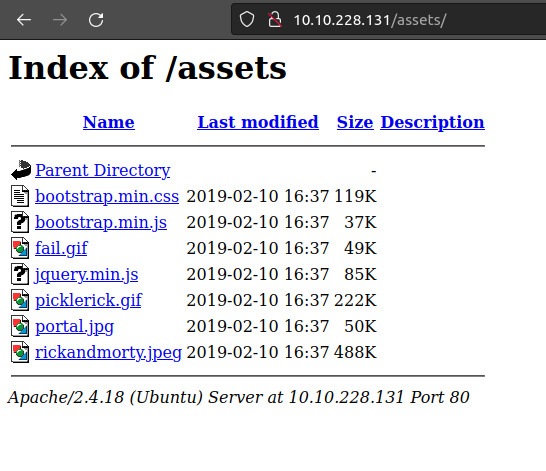 10.10.228.131/assets/
Index of /assets
Name Last modified Size Description
Parent Directory -
bootstrap.min.css 2019-02-10 16:37 119K
bootstrap.min.js 2019-02-10 16:37 37K
fail.gif 2019-02-10 16:37 49K
jquery.min.js 2019-02-10 16:37 85K
picklerick.gif 2019-02-10 16:37 222K
portal.jpg 2019-02-10 16:37 50K
rickandmorty.jpeg 2019-02-10 16:37 488K
Apache/2.4.18 (Ubuntu) Server at 10.10.228.131 Port 80